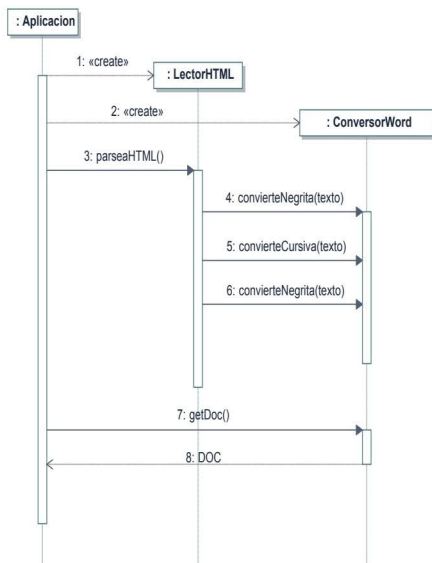 : Aplicacion
1: «create»
: LectorHTML
2: «create»
: ConversorWord
3: parseaHTML()
4: convierteNegrita(texto)
5: convierteCursiva(texto)
6: convierteNegrita(texto)
7: getDoc()
8: DOC